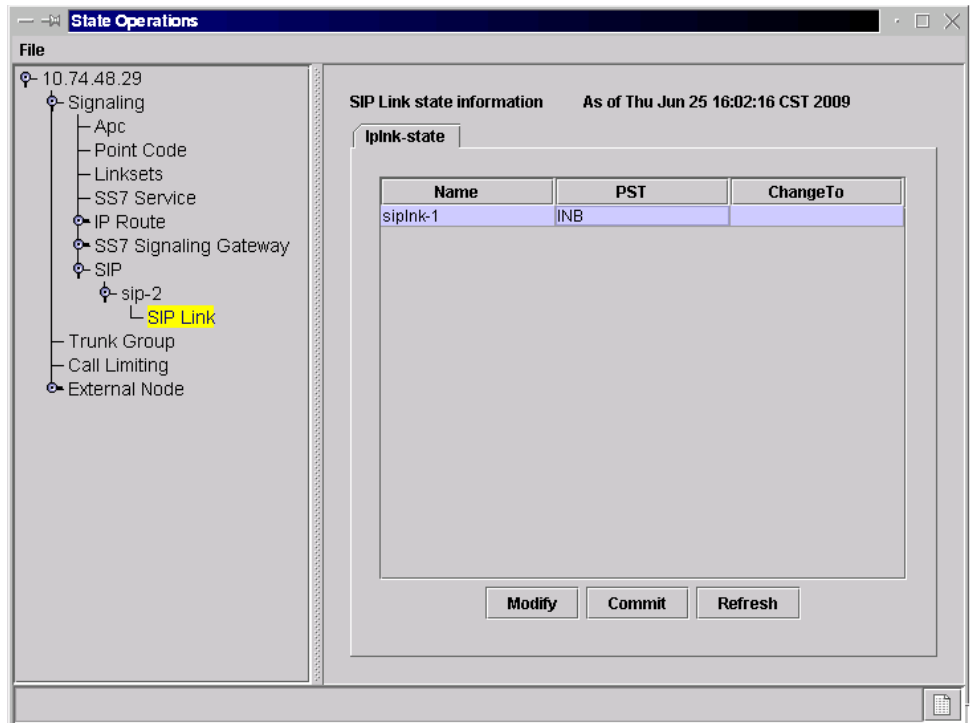 State Operations
File
10.74.48.29
Signaling
Apc
Point Code
Linksets
SS7 Service
IP Route
SS7 Signaling Gateway
SIP
sip-2
SIP Link
Trunk Group
Call Limiting
External Node
SIP Link state information As of Thu Jun 25 16:02:16 CST 2009
Iplnk-state
Name PST ChangeTo
siplnk-1 INB
Modify Commit Refresh